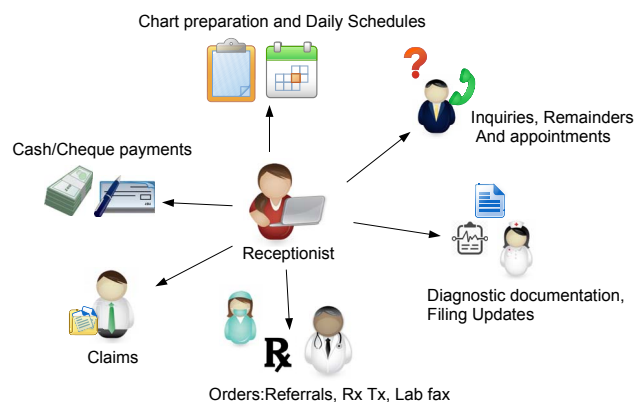 Chart preparation and Daily Schedules
?
Inquiries, Remainders
And appointments
Cash/Cheque payments
Receptionist
Diagnostic documentation,
Filing Updates
Claims
Rx
Orders:Referrals, Rx Tx, Lab fax